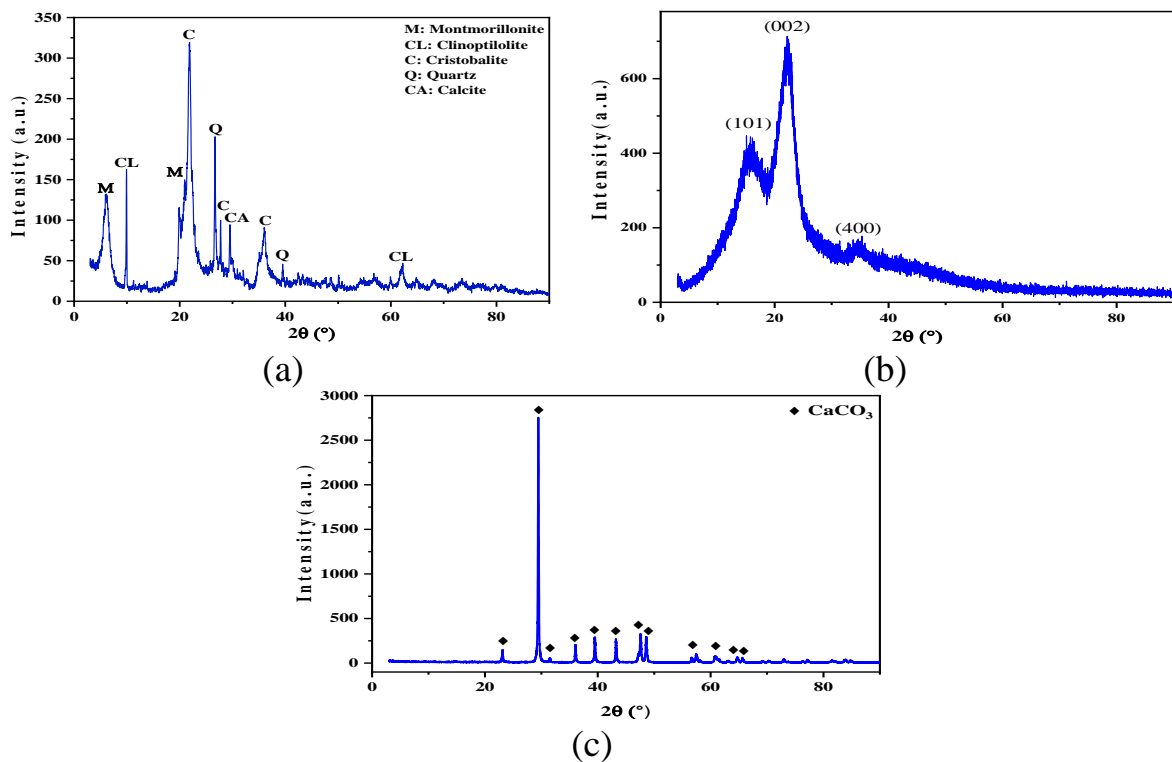 350
300
250
200
150
100
50
0
Intensity (a.u.)
M
CL
M
C
Q
C
CA
C
Q
CL
M: Montmorillonite
CL: Clinoptilolite
C: Cristobalite
Q: Quartz
CA: Calcite
0 20 40 60 80
2θ (°)
(a)
600
400
200
0
Intensity(a.u.)
(101)
(002)
(400)
0 20 40 60 80
2θ (°)
(b)
3000
2500
2000
1500
1000
500
0
Intensity(a.u.)
◆ CaCO₃
0 20 40 60 80
2θ (°)
(c)